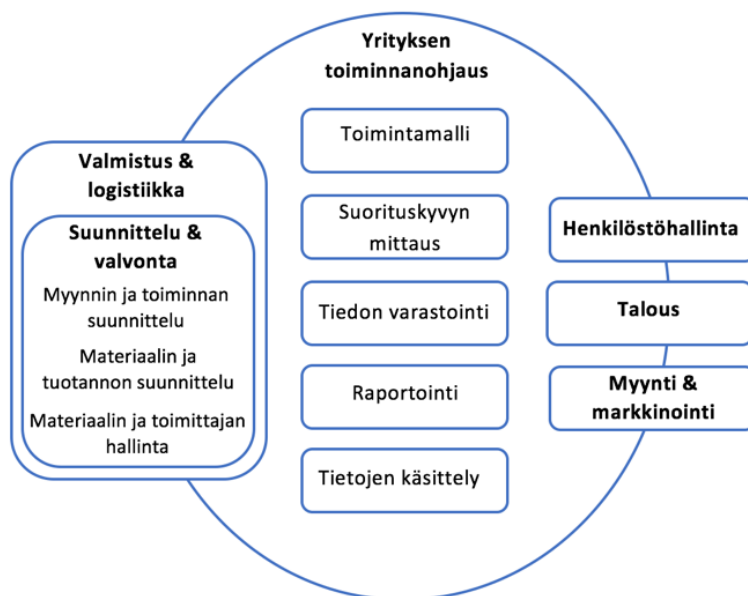 Yrityksen
toiminnanohjaus
Toimintamalli
Suorituskyvyn
mittaus
Tiedon varastointi
Raportointi
Tietojen käsittely
Valmistus &
logistiikka
Suunnittelu &
valvonta
Myynnin ja toiminnan
suunnittelu
Materiaalin ja
tuotannon suunnittelu
Materiaalin ja toimittajan
hallinta
Henkilöstöhallinta
Talous
Myynti &
markkinointi